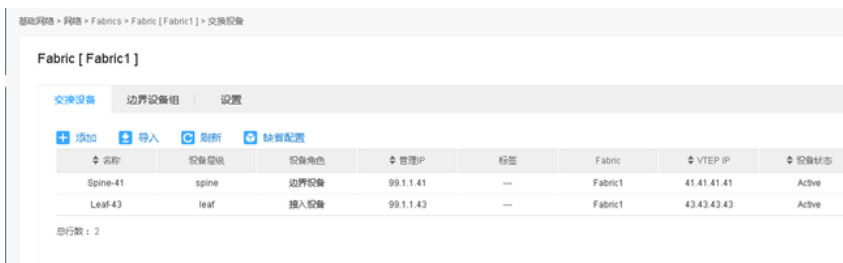 基础网络 > 网络 > Fabrics > Fabric [ Fabric1 ] > 交换设备
Fabric [ Fabric1 ]
交换设备 边界设备组 设置
添加 导入 刷新 缺省配置
名称 设备层级 设备角色 管理IP 标签 Fabric VTEP IP 设备状态
Spine-41 spine 边界设备 99.1.1.41 --- Fabric1 41.41.41.41 Active
Leaf-43 leaf 接入设备 99.1.1.43 --- Fabric1 43.43.43.43 Active
总行数：2